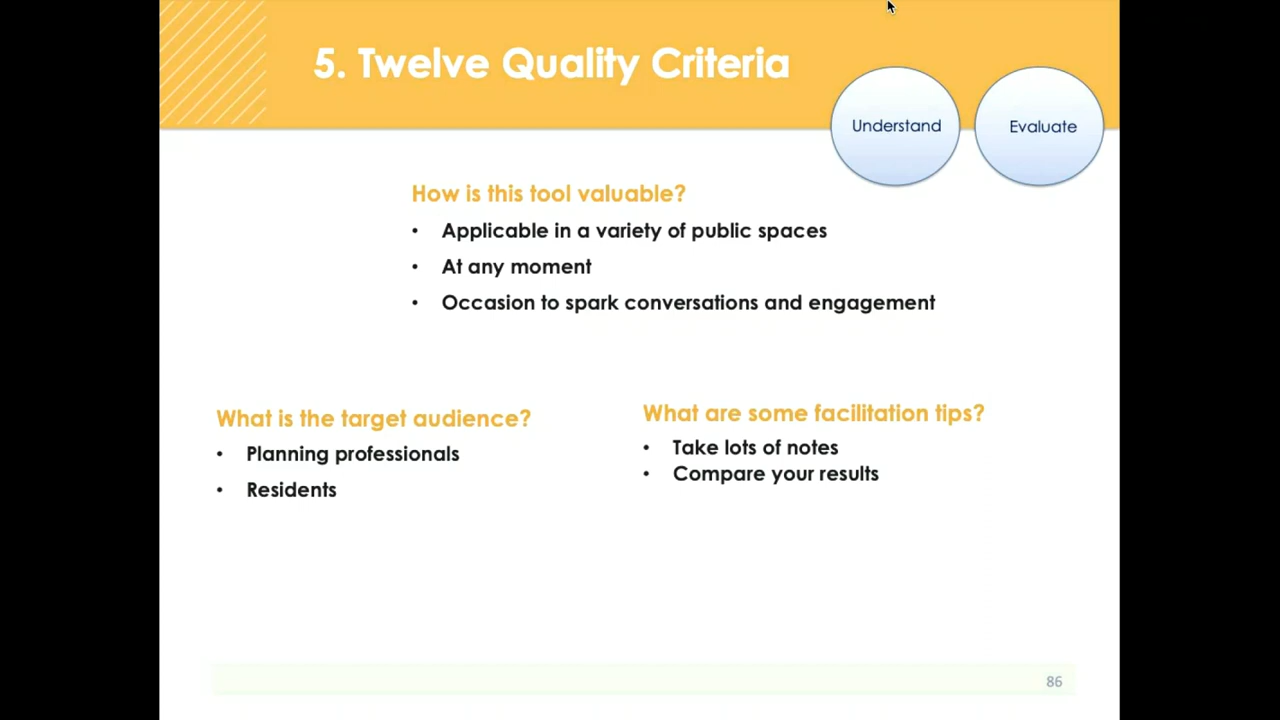 5. Twelve Quality Criteria
Understand
Evaluate
How is this tool valuable?
• Applicable in a variety of public spaces
• At any moment
• Occasion to spark conversations and engagement
What is the target audience?
• Planning professionals
• Residents
What are some facilitation tips?
• Take lots of notes
• Compare your results
86